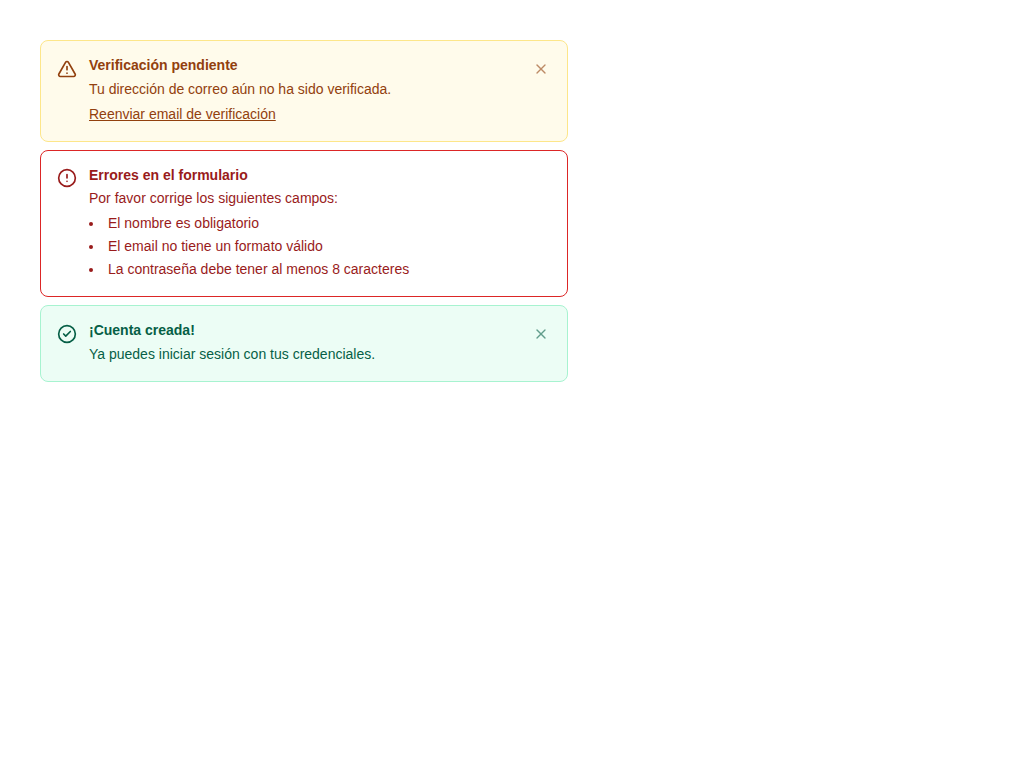 Verificación pendiente
Tu dirección de correo aún no ha sido verificada.
Reenviar email de verificación
Errores en el formulario
Por favor corrige los siguientes campos:
El nombre es obligatorio
El email no tiene un formato válido
La contraseña debe tener al menos 8 caracteres
¡Cuenta creada!
Ya puedes iniciar sesión con tus credenciales.